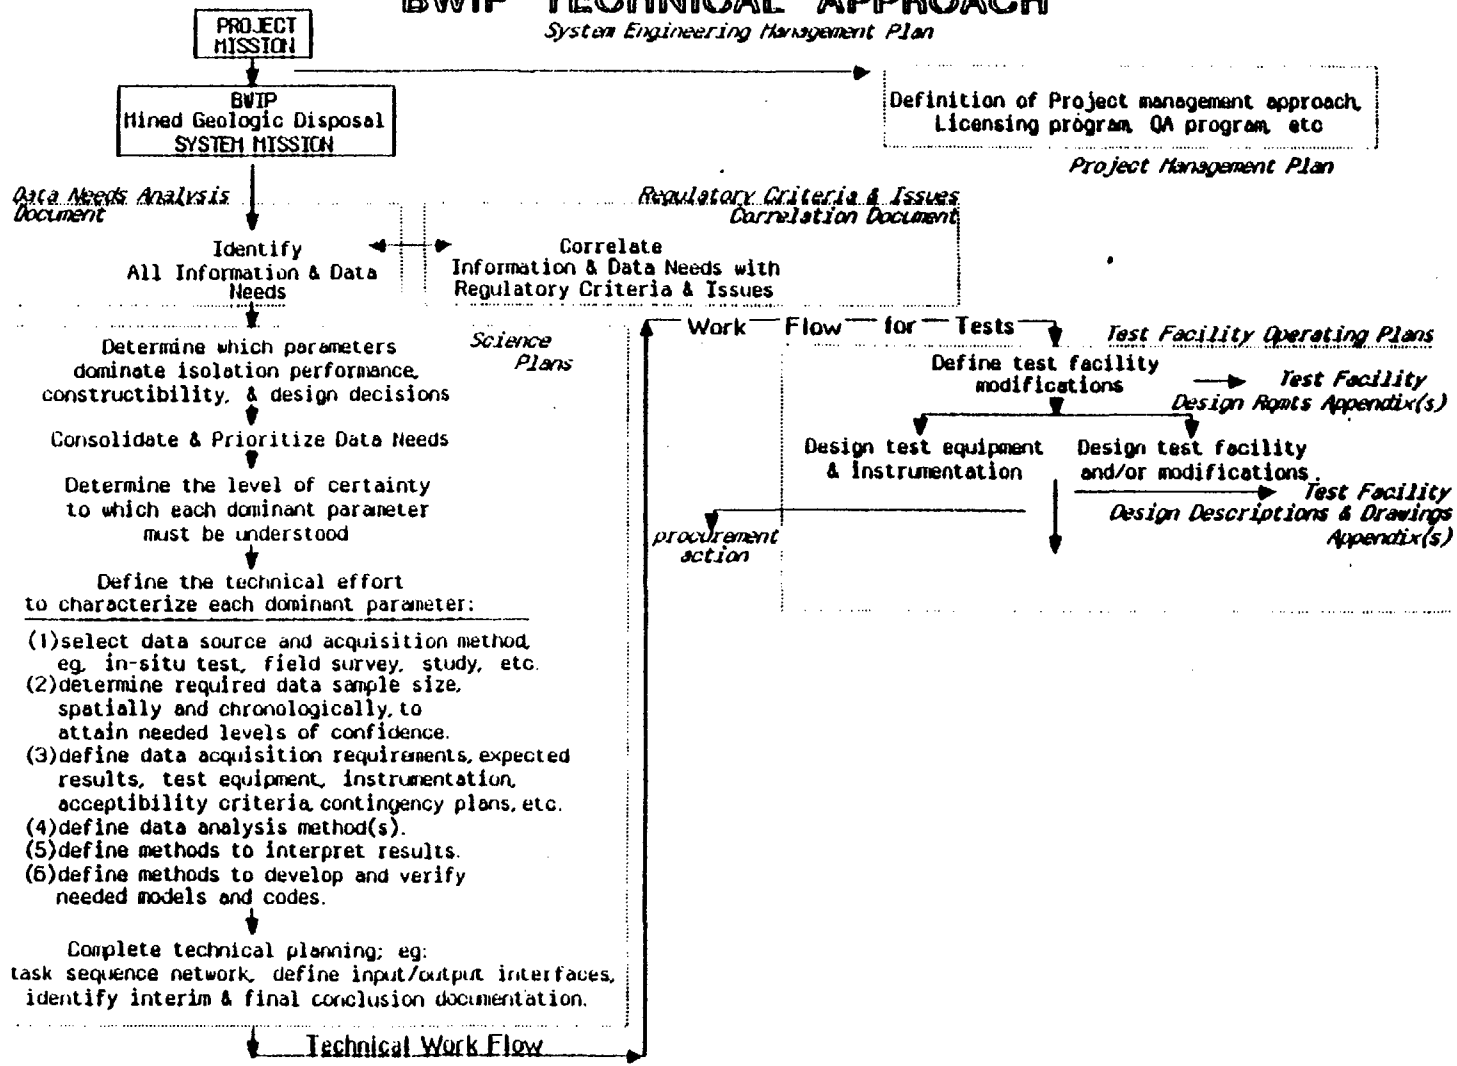 BWIP TECHNICAL APPROACH
System Engineering Management Plan
PROJECT
MISSION
BWIP
Mined Geologic Disposal
SYSTEM MISSION
Definition of Project management approach,
Licensing program, QA program, etc
Project Management Plan
Data Needs Analysis
Document
Regulatory Criteria & Issues
Correlation Document
Identify
All Information & Data
Needs
Correlate
Information & Data Needs with
Regulatory Criteria & Issues
Science
Plans
Determine which parameters
dominate isolation performance,
constructibility, & design decisions
Consolidate & Prioritize Data Needs
Determine the level of certainty
to which each dominant parameter
must be understood
Define the technical effort
to characterize each dominant parameter:
(1)select data source and acquisition method,
eg, in-situ test, field survey, study, etc.
(2)determine required data sample size,
spatially and chronologically, to
attain needed levels of confidence.
(3)define data acquisition requirements, expected
results, test equipment, instrumentation,
acceptibility criteria, contingency plans, etc.
(4)define data analysis method(s).
(5)define methods to interpret results.
(6)define methods to develop and verify
needed models and codes.
Complete technical planning; eg:
task sequence network, define input/output interfaces,
identify interim & final conclusion documentation.
Technical Work Flow
Work Flow for Tests
Test Facility Operating Plans
Define test facility
modifications
Test Facility
Design Rqmts Appendix(s)
Design test equipment
& instrumentation
Design test facility
and/or modifications.
Test Facility
Design Descriptions & Drawings
Appendix(s)
procurement
action